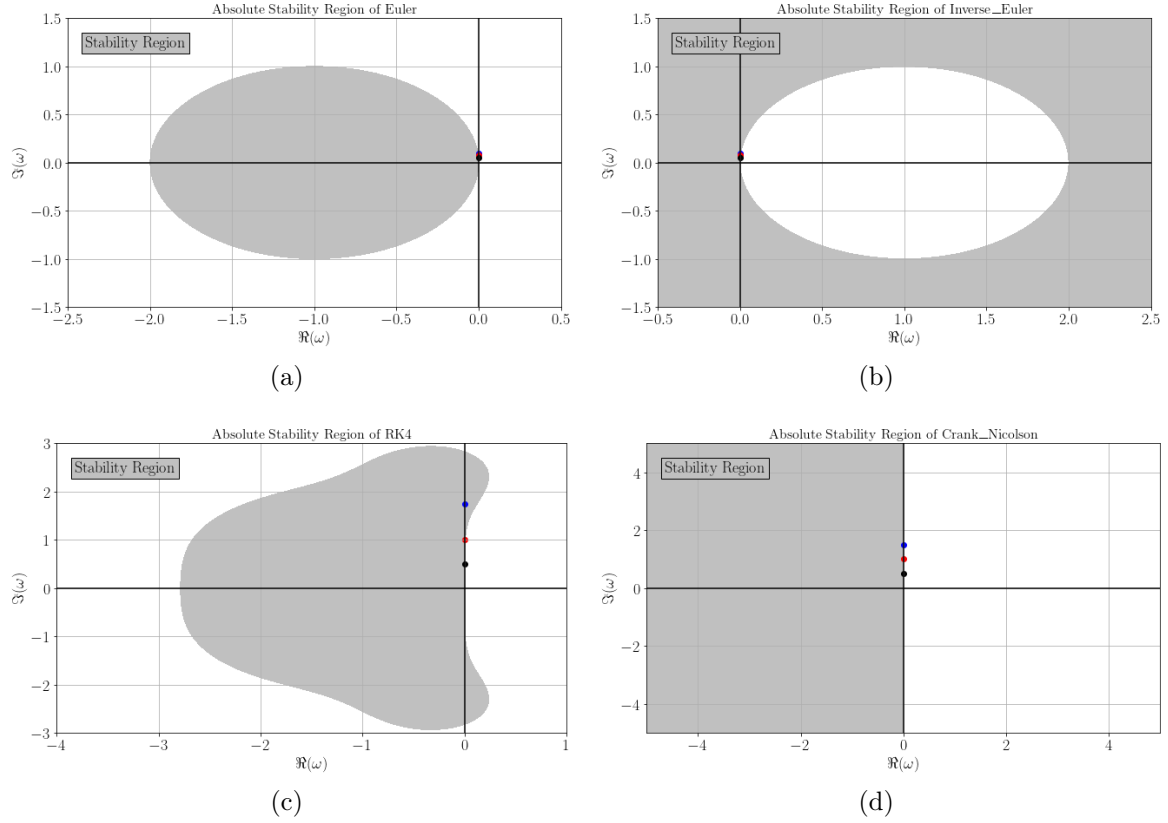 Absolute Stability Region of Euler
Stability Region
1.5
1.0
0.5
0.0
−0.5
−1.0
−1.5
ℑ(ω)
−2.5 −2.0 −1.5 −1.0 −0.5 0.0 0.5
ℜ(ω)
(a)
Absolute Stability Region of Inverse_Euler
Stability Region
1.5
1.0
0.5
0.0
−0.5
−1.0
−1.5
ℑ(ω)
−0.5 0.0 0.5 1.0 1.5 2.0 2.5
ℜ(ω)
(b)
Absolute Stability Region of RK4
Stability Region
3
2
1
0
−1
−2
−3
ℑ(ω)
−4 −3 −2 −1 0 1
ℜ(ω)
(c)
Absolute Stability Region of Crank_Nicolson
Stability Region
4
2
0
−2
−4
ℑ(ω)
−4 −2 0 2 4
ℜ(ω)
(d)